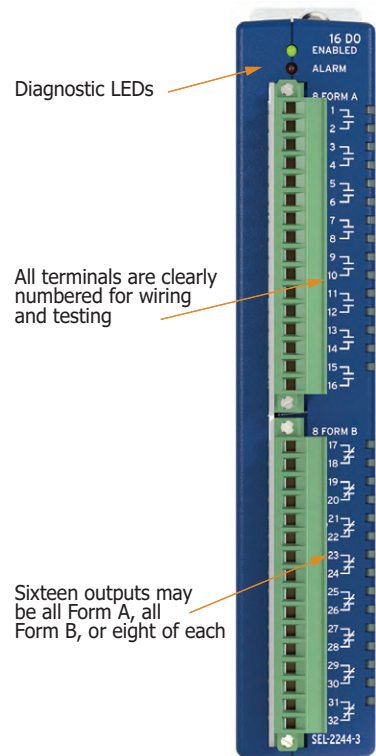 16 DO
ENABLED
ALARM
Diagnostic LEDs
8 FORM A
1
2
3
4
5
6
7
8
9
All terminals are clearly
numbered for wiring
and testing
10
11
12
13
14
15
16
8 FORM B
17
18
19
20
21
22
23
24
Sixteen outputs may
be all Form A, all
Form B, or eight of each
25
26
27
28
29
30
31
32
SEL-2244-3